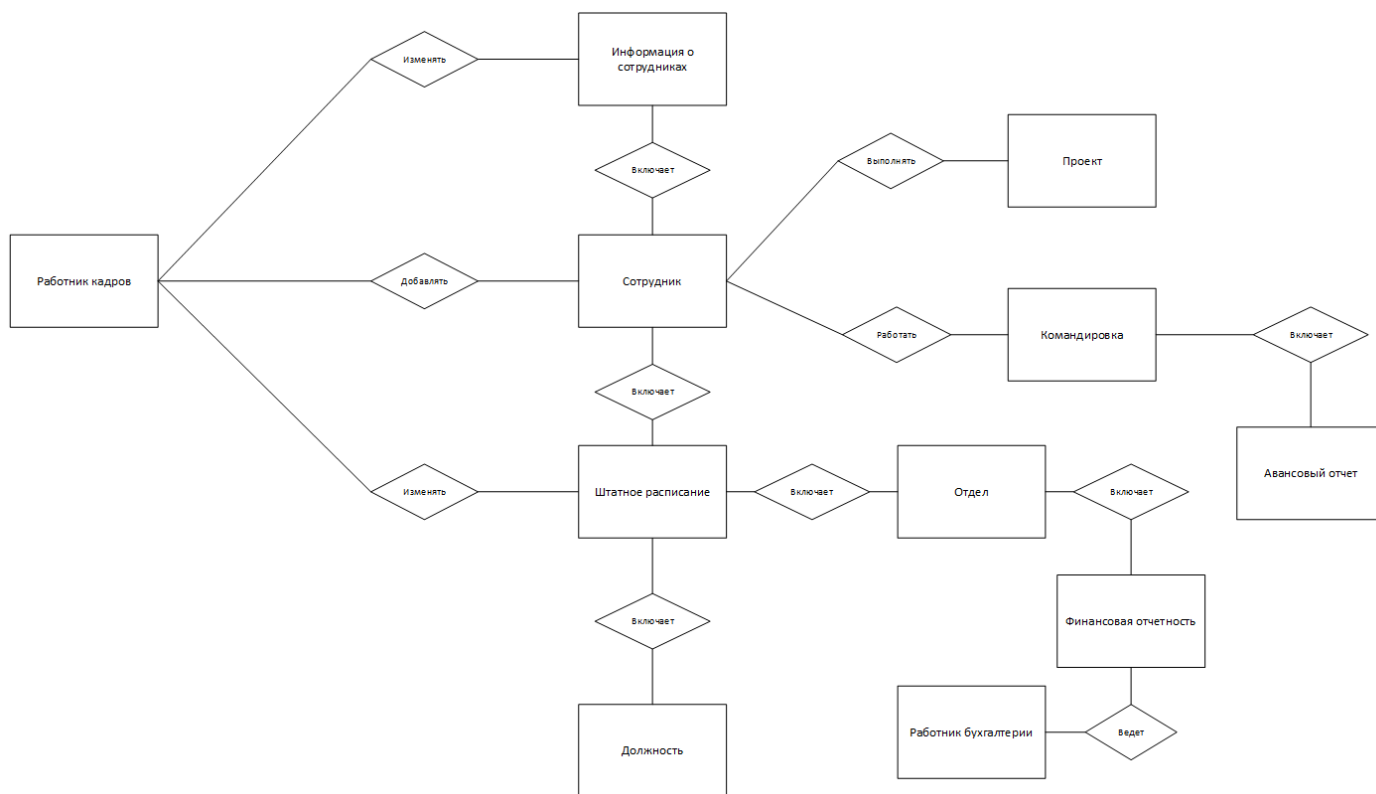 Информация о
сотрудниках
Изменять
Включает
Выполнять
Проект
Работник кадров
Добавлять
Сотрудник
Работать
Командировка
Включает
Включает
Авансовый отчет
Изменять
Штатное расписание
Включает
Отдел
Включает
Включает
Финансовая отчетность
Работник бухгалтерии
Ведет
Должность